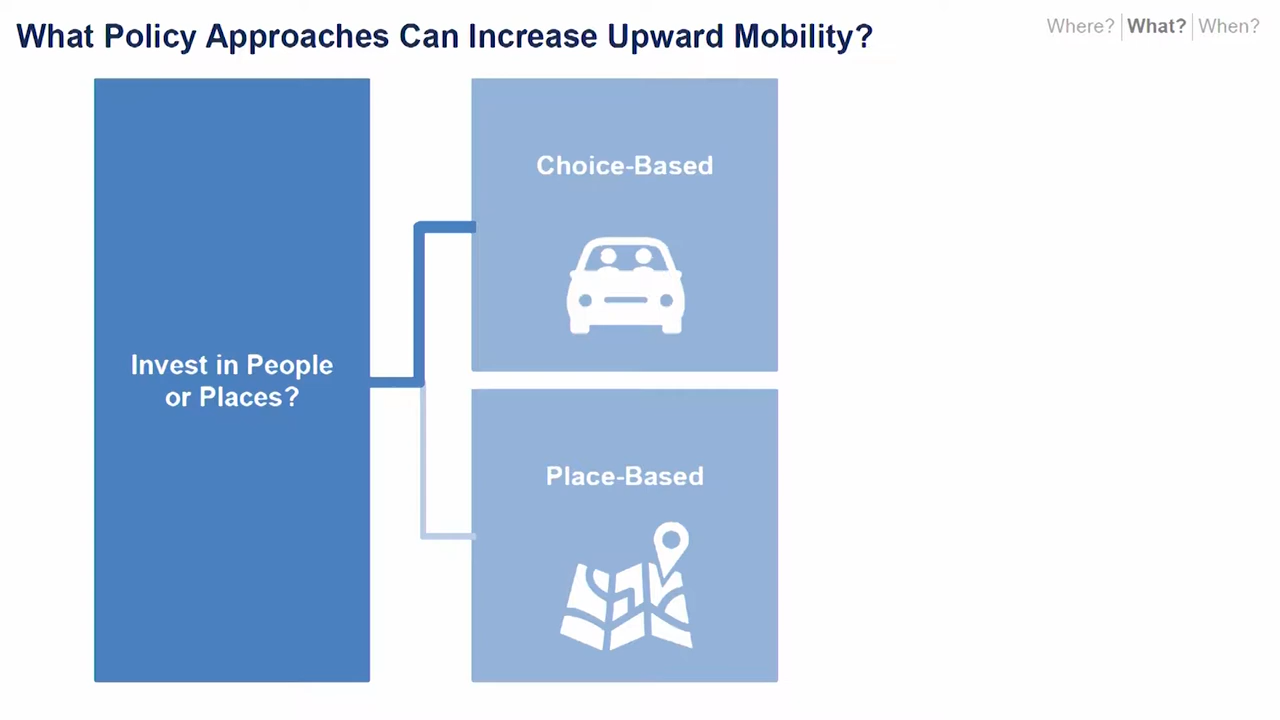 What Policy Approaches Can Increase Upward Mobility?
Where? | What? | When?
Invest in People
or Places?
Choice-Based
Place-Based